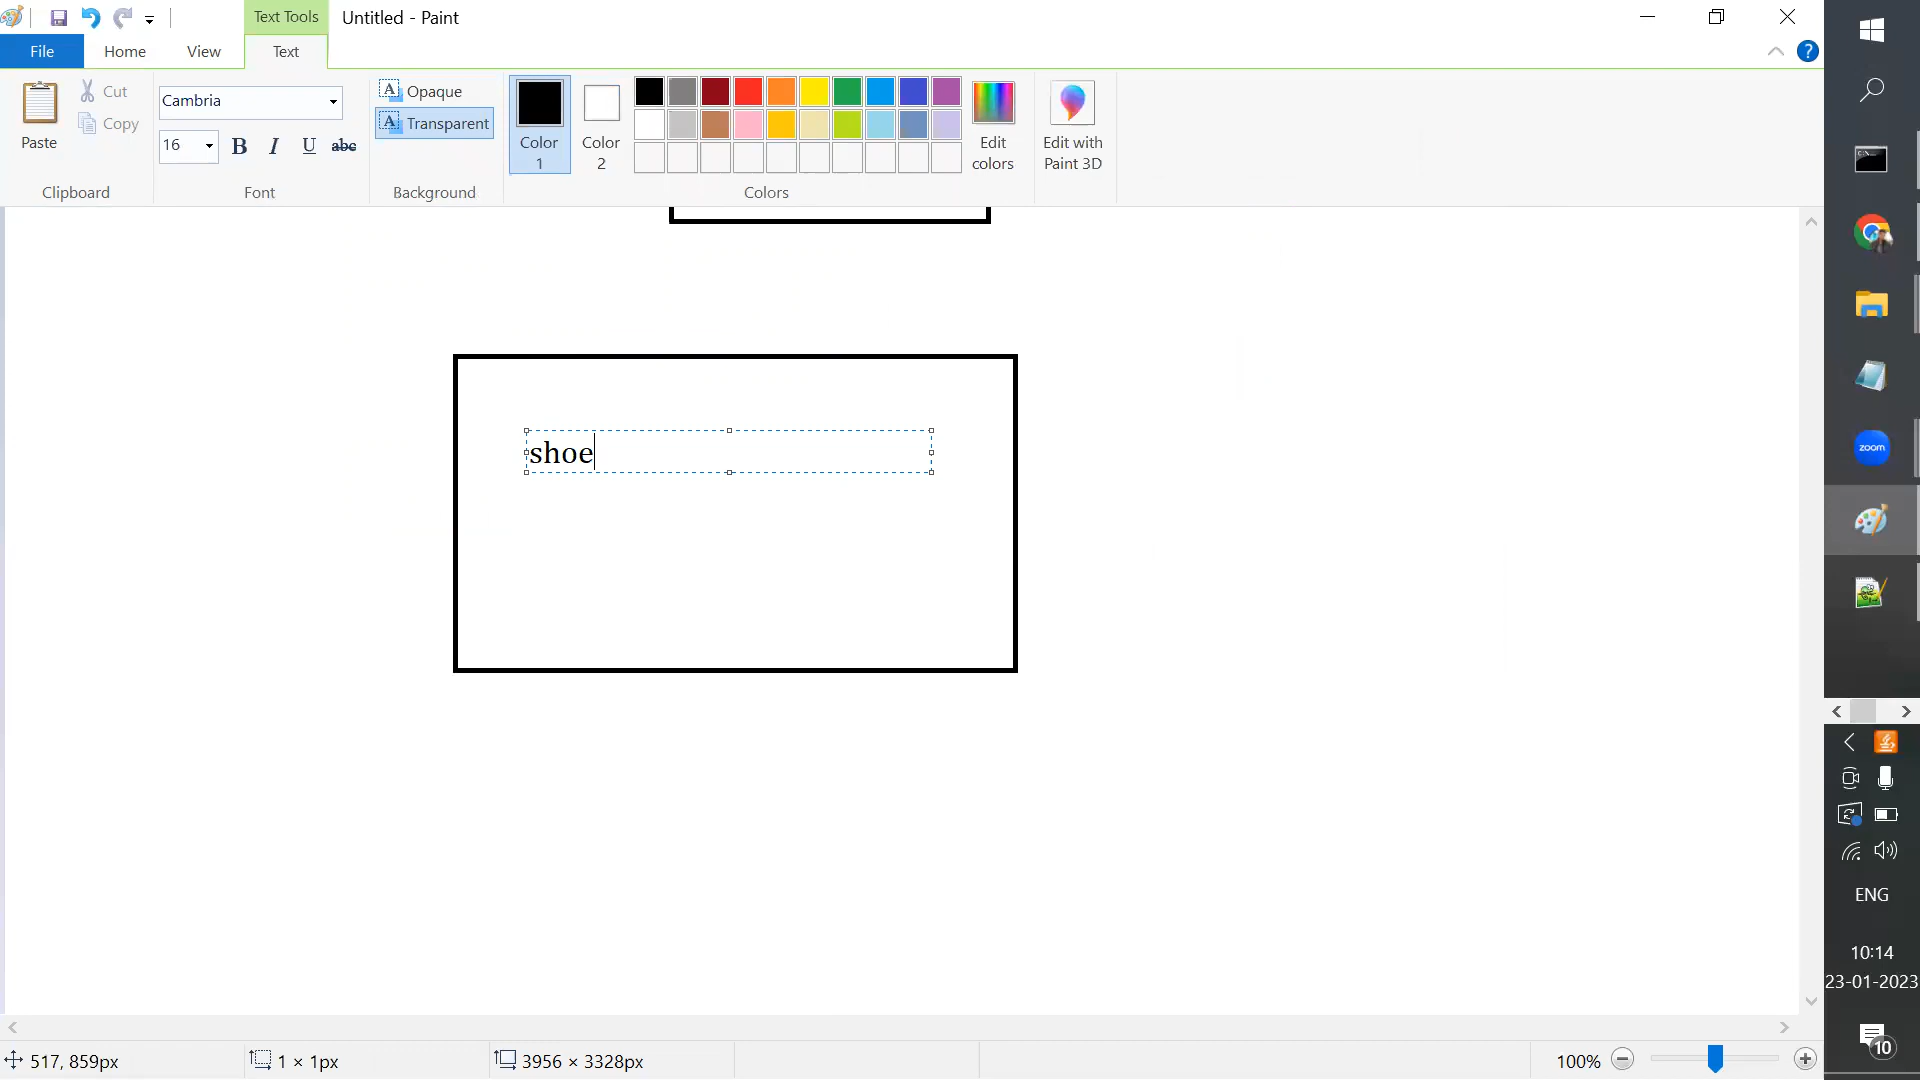 Text Tools
Untitled - Paint
File
Home
View
Text
?
Paste
Cut
Copy
Clipboard
Cambria
16
B I U abc
Font
A Opaque
A Transparent
Background
Color 1
Color 2
Edit colors
Colors
Edit with Paint 3D
shoe
517, 859px
1 × 1px
3956 × 3328px
100%
C:\...
zoom
ENG
10:14
23-01-2023
10